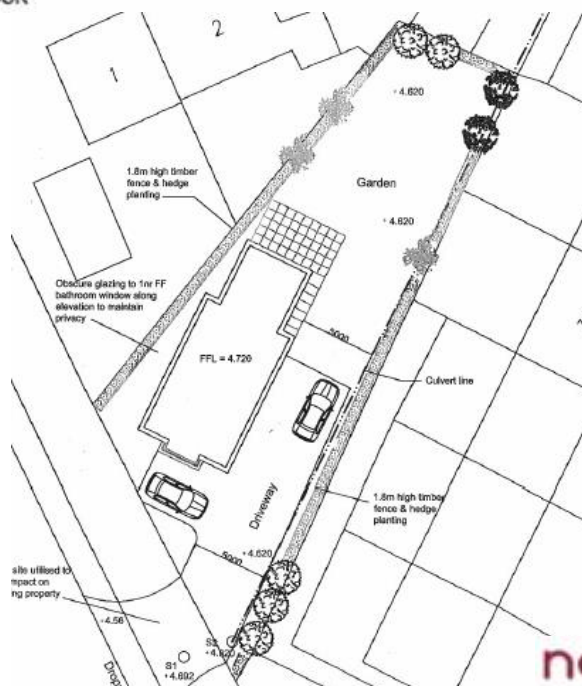 2
1
4.620
1.8m high timber
fence & hedge
planting
Garden
4.620
Obscure glazing to 1nr FF
bathroom window along
elevation to maintain
privacy
FFL = 4.720
5000
Culvert line
1.8m high timber
fence & hedge
planting
Driveway
5000
4.620
site utilised to
mpact on
ng property
4.56
S2
4.620
S1
4.692
Drop
ne